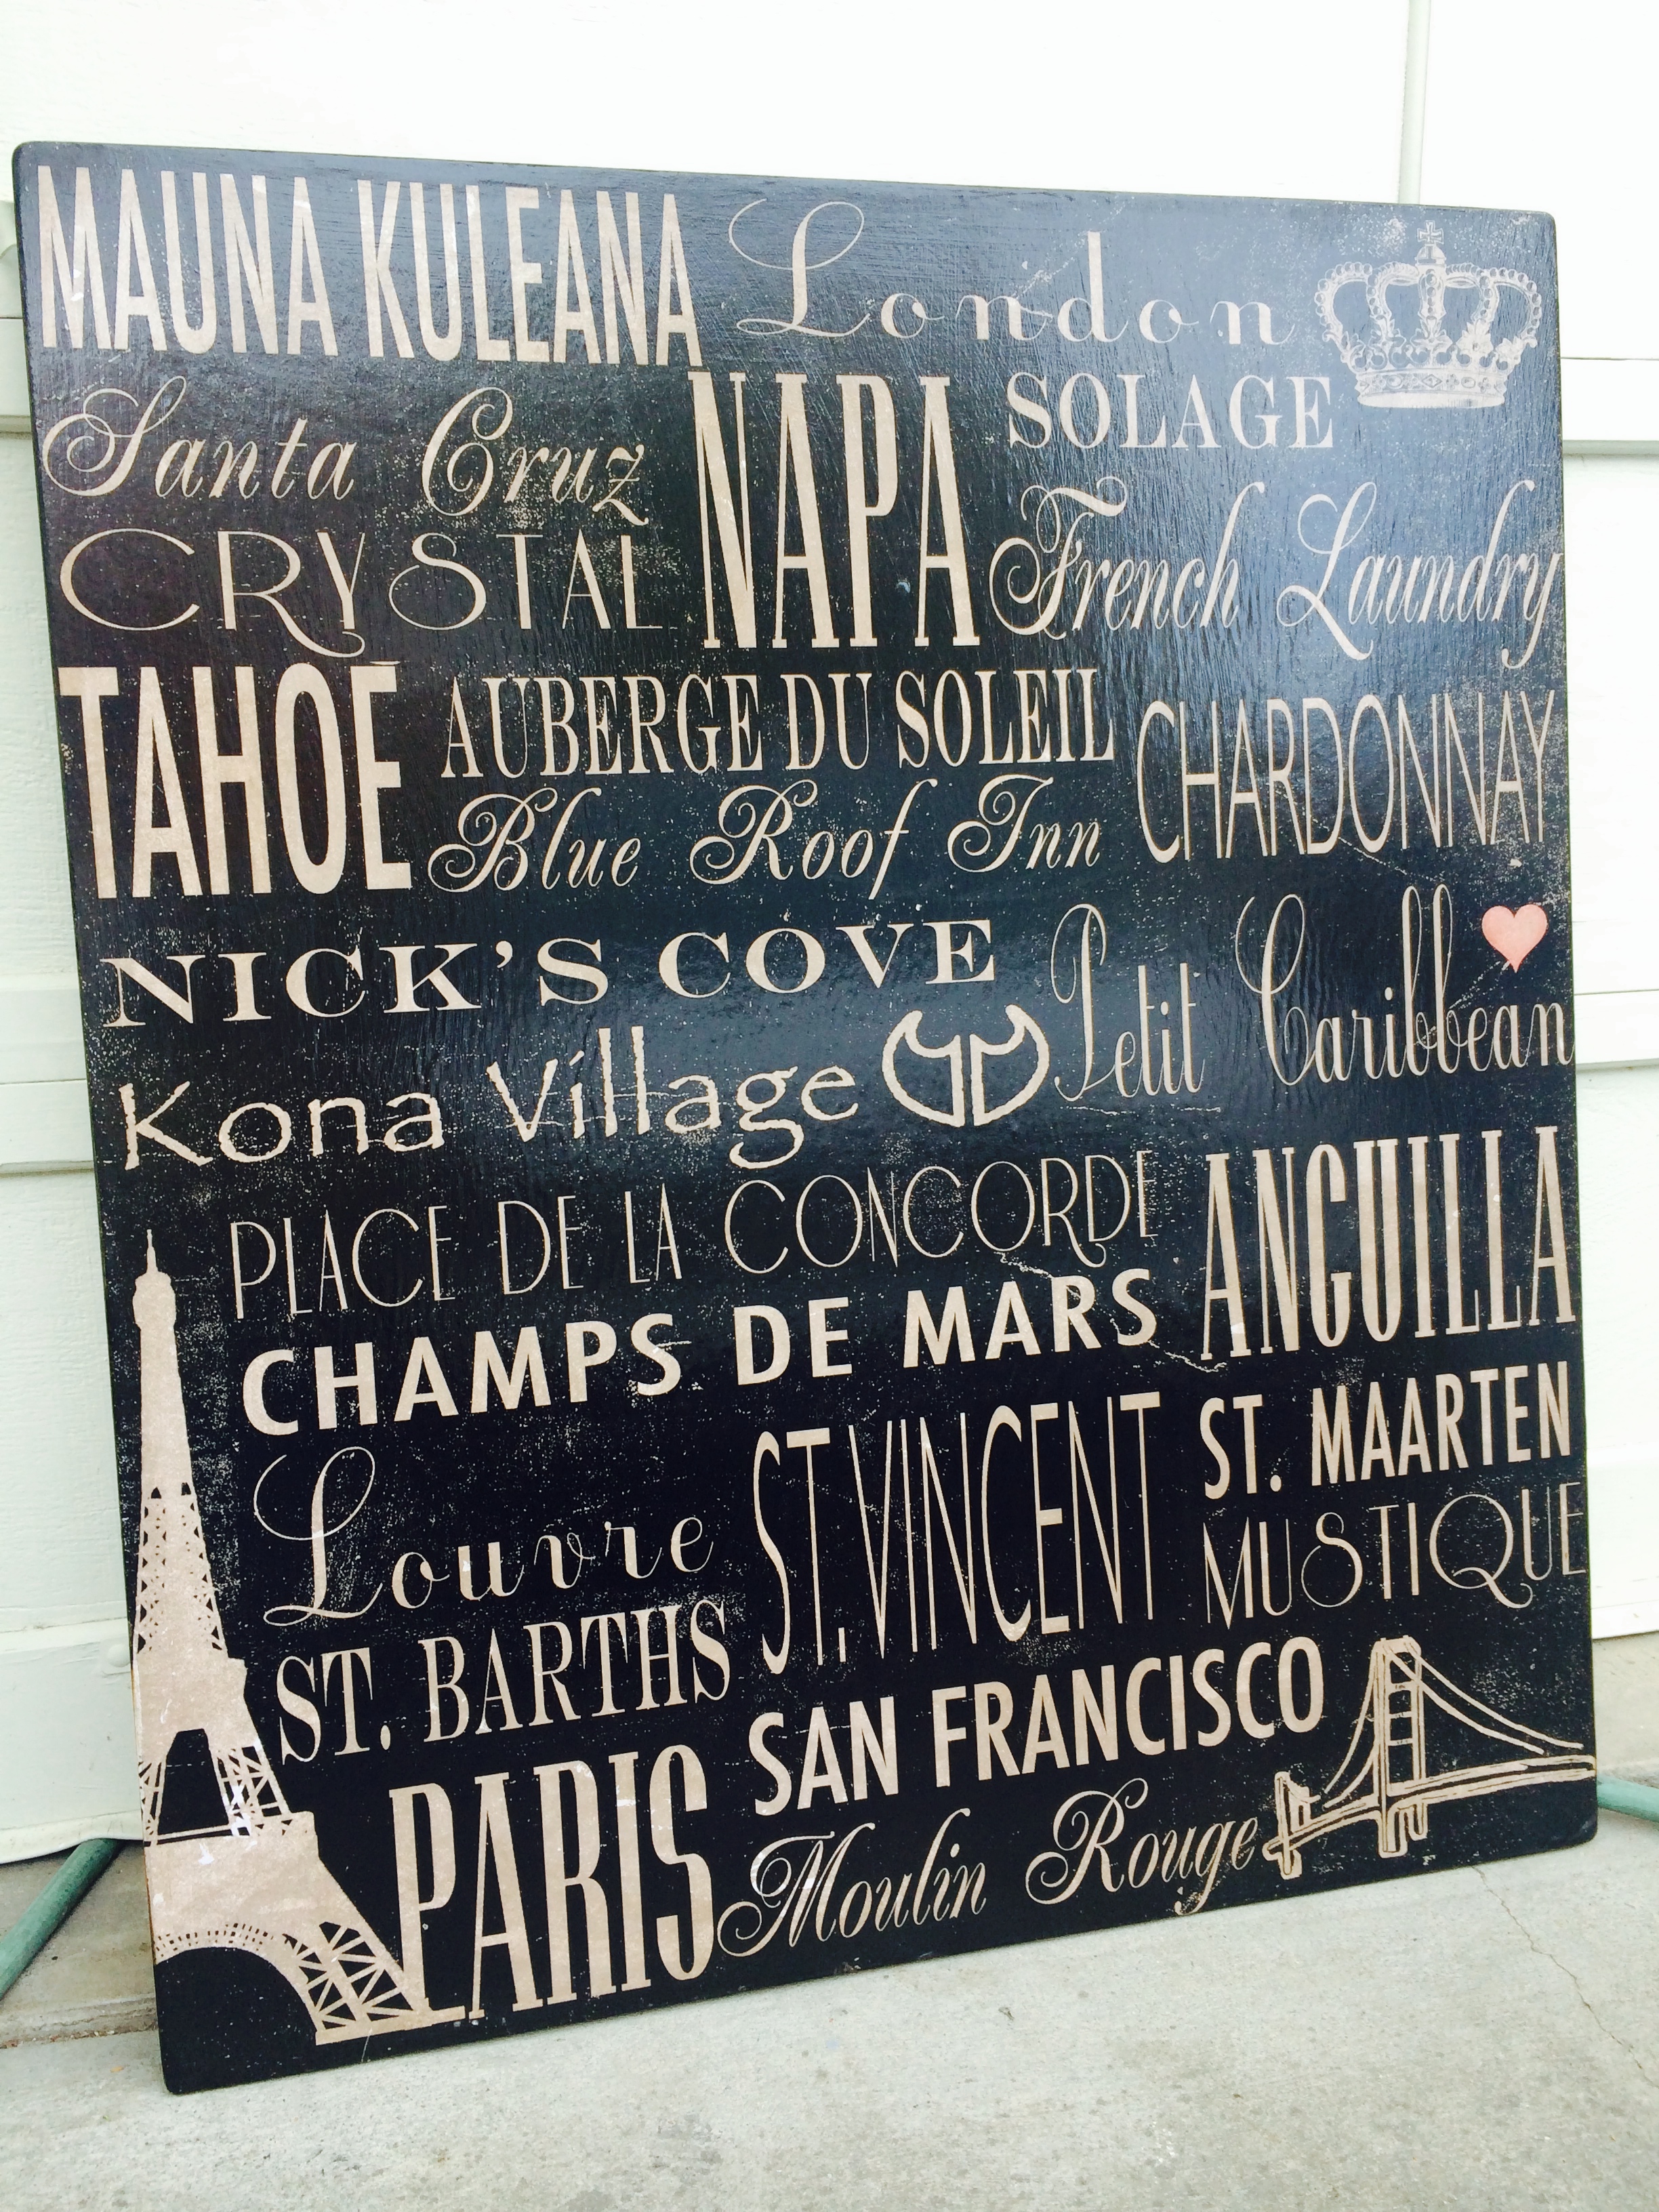 MAUNA KULEANA London
Santa Cruz NAPA SOLAGE
CRYSTAL French Laundry
TAHOE AUBERGE DU SOLEIL CHARDONNAY
Blue Roof Inn
NICK'S COVE Petit Caribbean
Kona Village
PLACE DE LA CONCORDE ANGUILLA
CHAMPS DE MARS
Louvre ST. VINCENT ST. MAARTEN
MUSTIQUE
ST. BARTHS
PARIS SAN FRANCISCO
Moulin Rouge